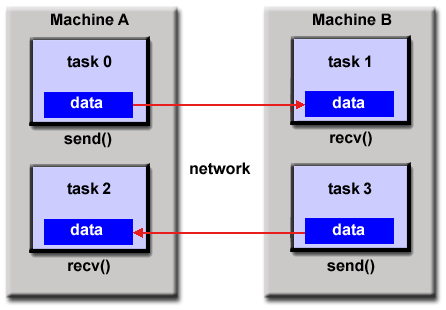 Machine A
Machine B
task 0
data
send()
task 1
data
recv()
network
task 2
data
recv()
task 3
data
send()